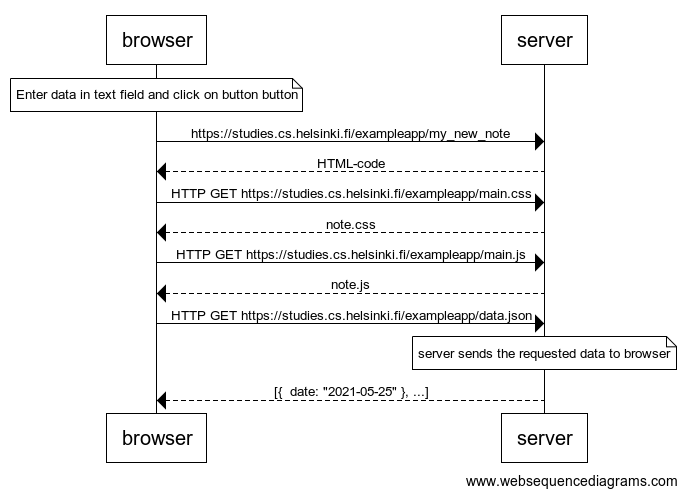 browser
server
Enter data in text field and click on button button
https://studies.cs.helsinki.fi/exampleapp/my_new_note
HTML-code
HTTP GET https://studies.cs.helsinki.fi/exampleapp/main.css
note.css
HTTP GET https://studies.cs.helsinki.fi/exampleapp/main.js
note.js
HTTP GET https://studies.cs.helsinki.fi/exampleapp/data.json
server sends the requested data to browser
[{  date: "2021-05-25" }, ...]
browser
server
www.websequencediagrams.com